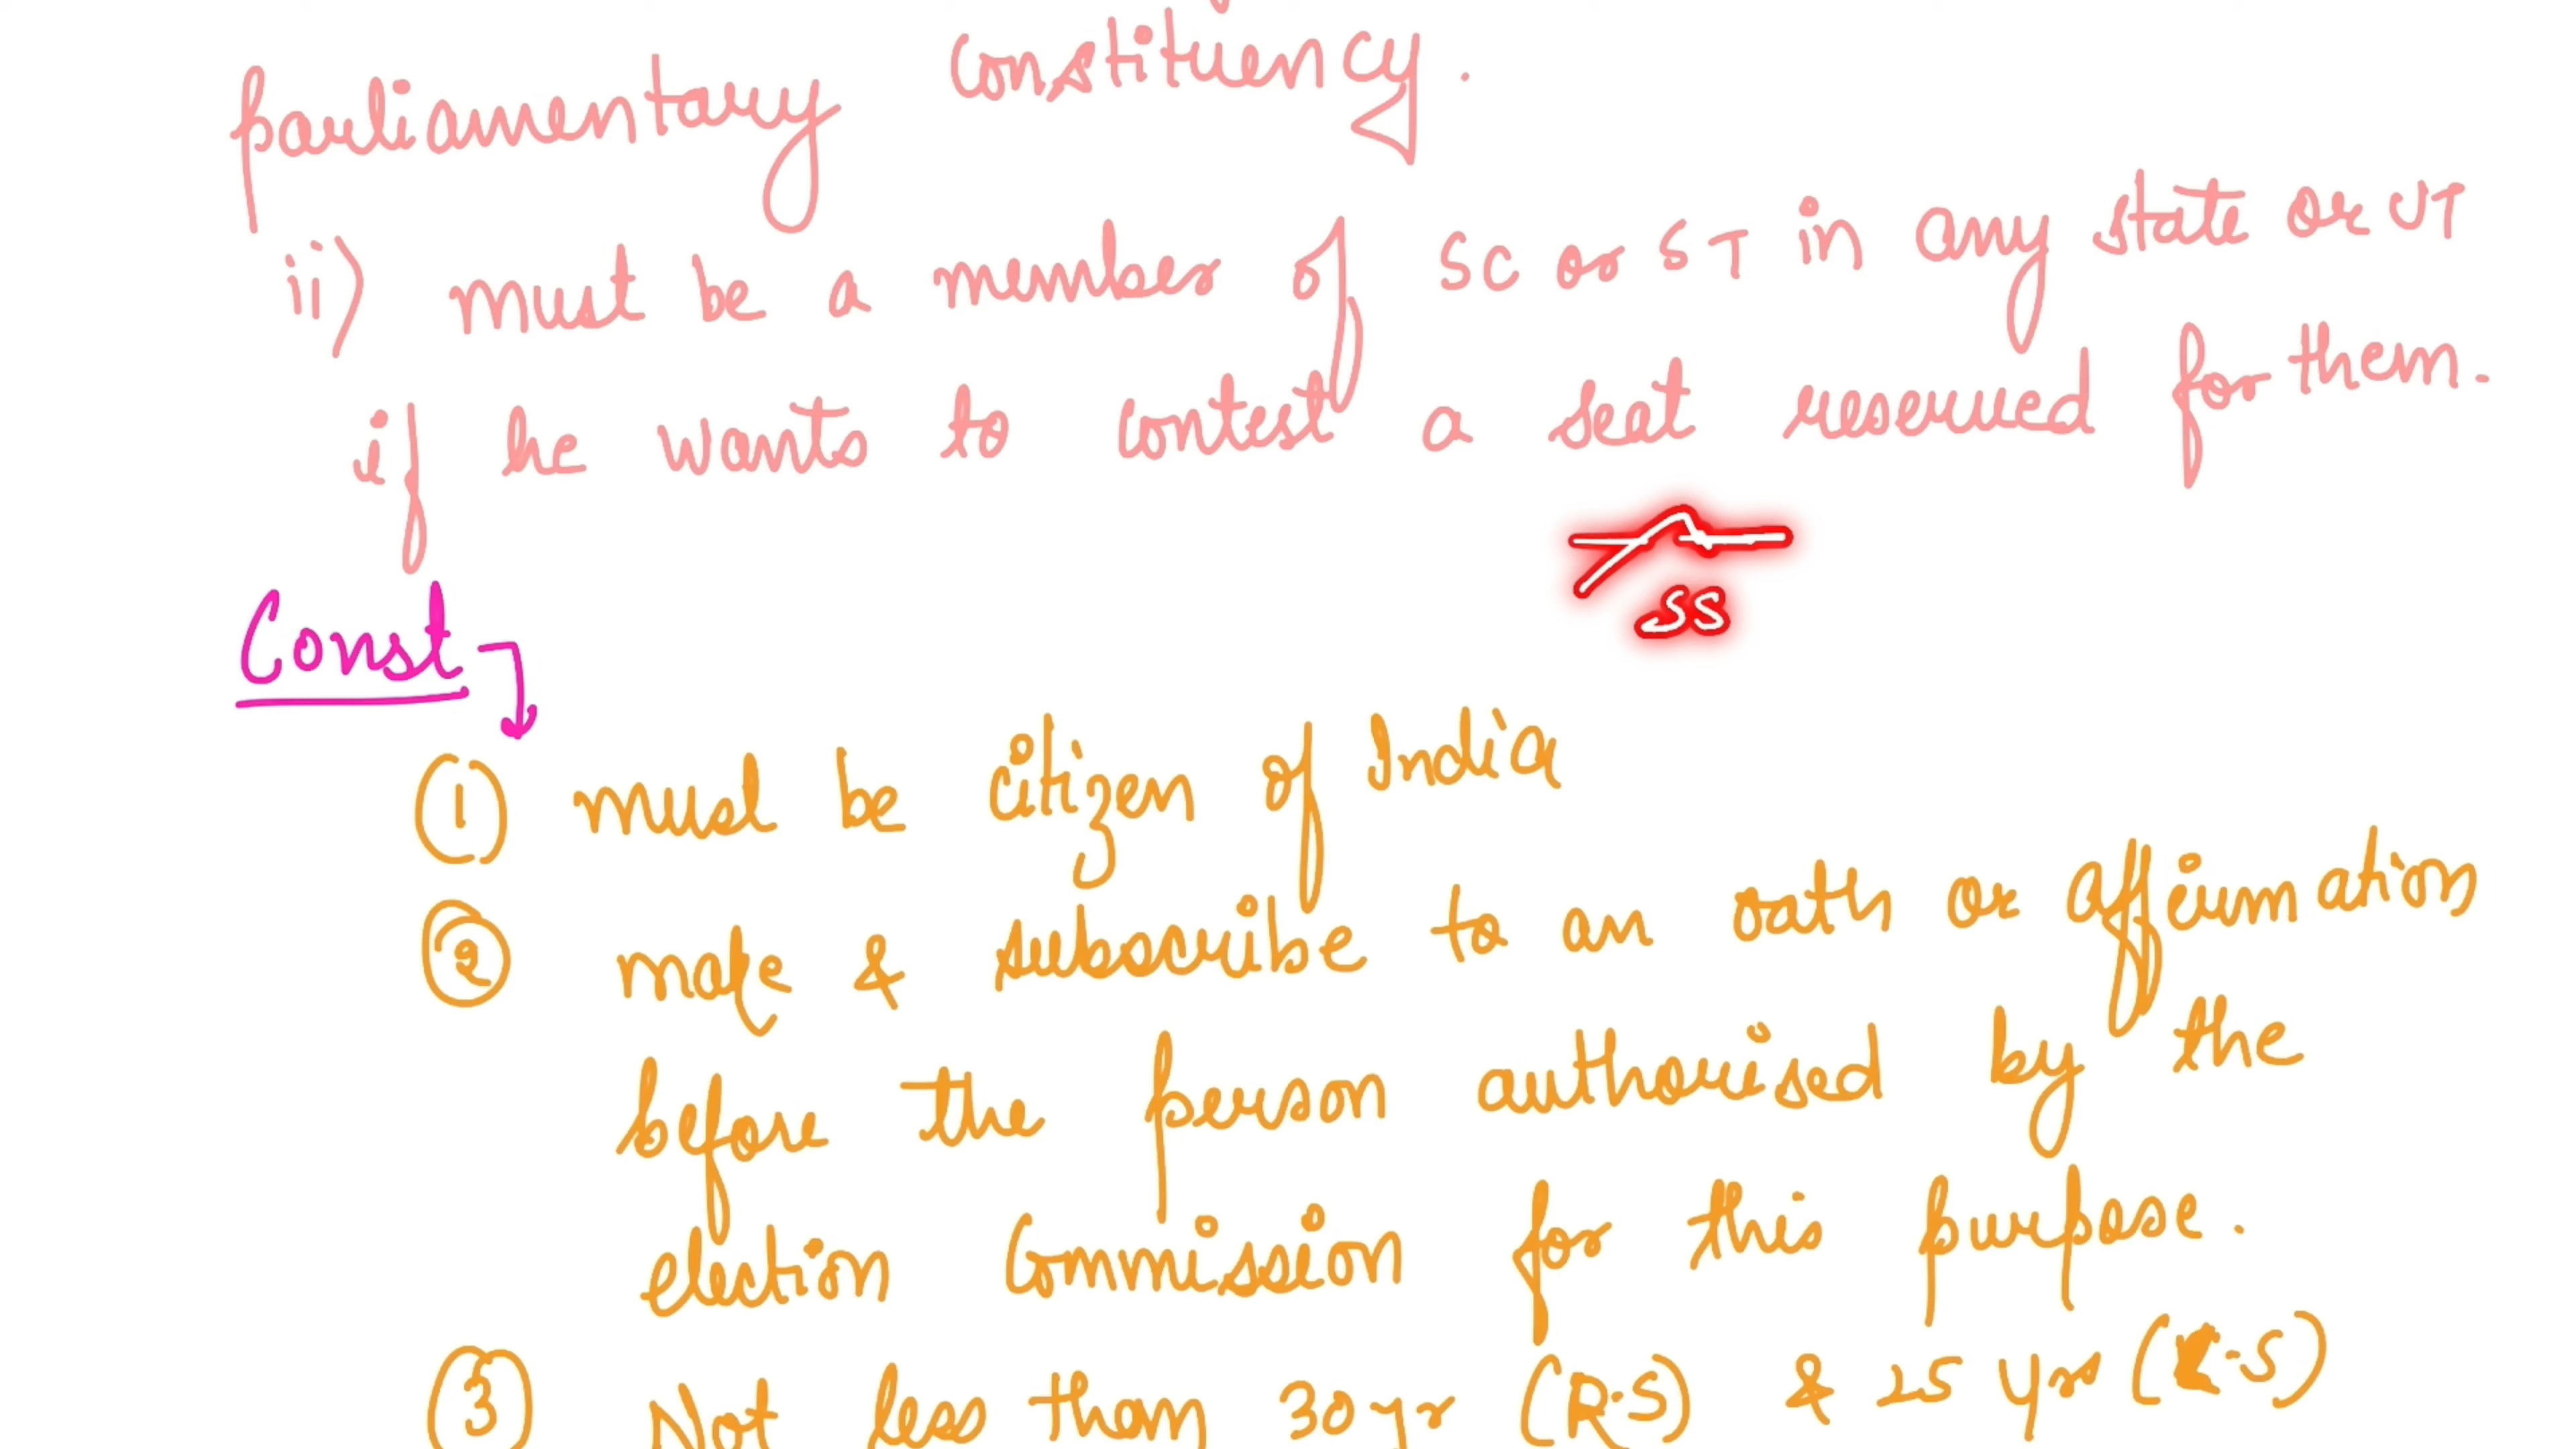 parliamentary constituency.
ii) must be a member of SC or ST in any state or UT
if he wants to contest a seat reserved for them.
SS
Const
① must be citizen of India
② make & subscribe to an oath or affirmation
before the person authorised by the
election Commission for this purpose.
③ Not less than 30 yr (R.S) & 25 yrs (L.S)